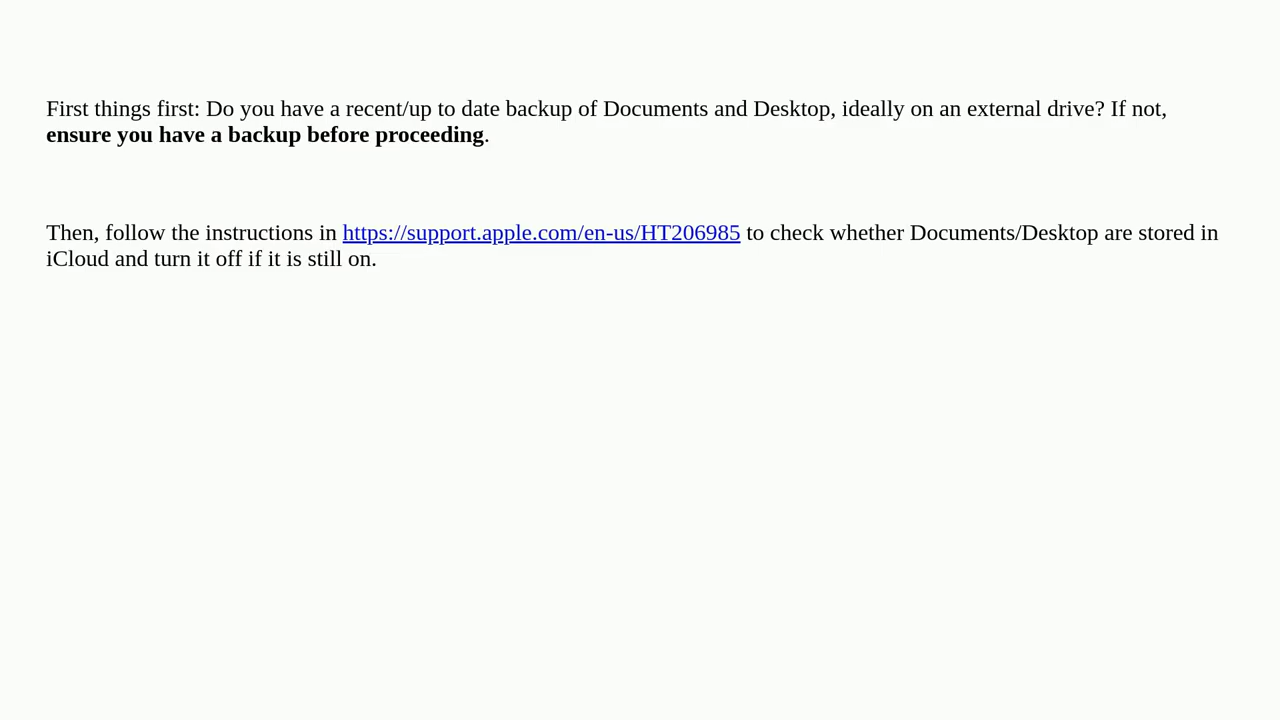 First things first: Do you have a recent/up to date backup of Documents and Desktop, ideally on an external drive? If not,
ensure you have a backup before proceeding.
Then, follow the instructions in https://support.apple.com/en-us/HT206985 to check whether Documents/Desktop are stored in
iCloud and turn it off if it is still on.